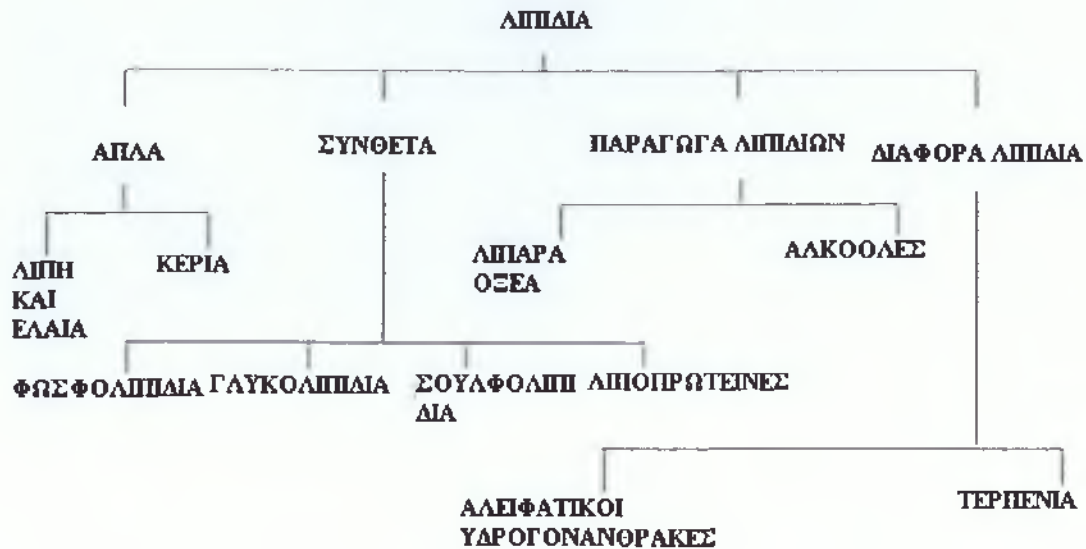 ΛΙΠΙΔΙΑ
ΑΠΛΑ
ΣΥΝΘΕΤΑ
ΠΑΡΑΓΩΓΑ ΛΙΠΙΔΙΩΝ
ΔΙΑΦΟΡΑ ΛΙΠΙΔΙΑ
ΛΙΠΗ
ΚΑΙ
ΕΛΑΙΑ
ΚΕΡΙΑ
ΛΙΠΑΡΑ
ΟΞΕΑ
ΑΛΚΟΟΛΕΣ
ΦΩΣΦΟΛΙΠΙΔΙΑ
ΓΛΥΚΟΛΙΠΙΔΙΑ
ΣΟΥΛΦΟΛΙΠΙ
ΔΙΑ
ΛΙΠΟΠΡΩΤΕΙΝΕΣ
ΑΛΕΙΦΑΤΙΚΟΙ
ΥΔΡΟΓΟΝΑΝΘΡΑΚΕΣ
ΤΕΡΠΕΝΙΑ